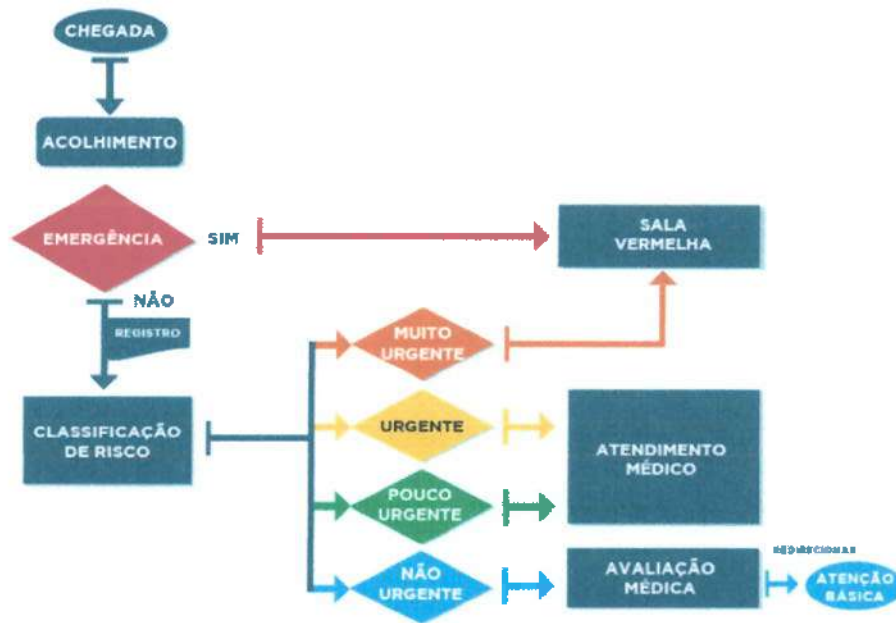 CHEGADA
ACOLHIMENTO
EMERGÊNCIA
SIM
SALA
VERMELHA
NÃO
REGISTRO
MUITO
URGENTE
CLASSIFICAÇÃO
DE RISCO
URGENTE
ATENDIMENTO
MÉDICO
POUCO
URGENTE
NÃO
URGENTE
AVALIAÇÃO
MÉDICA
REDIRECIONAR
ATENÇÃO
BÁSICA